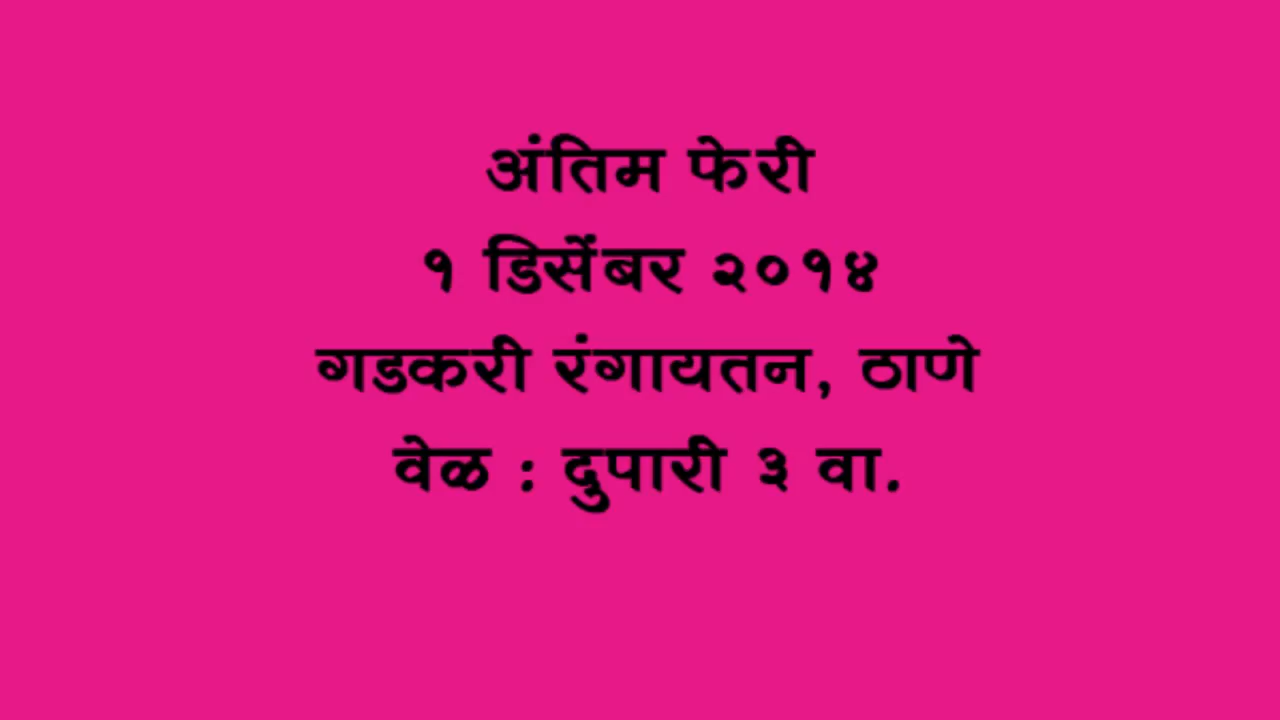 अंतिम फेरी
१ डिसेंबर २०१४
गडकरी रंगायतन, ठाणे
वेळ : दुपारी ३ वा.